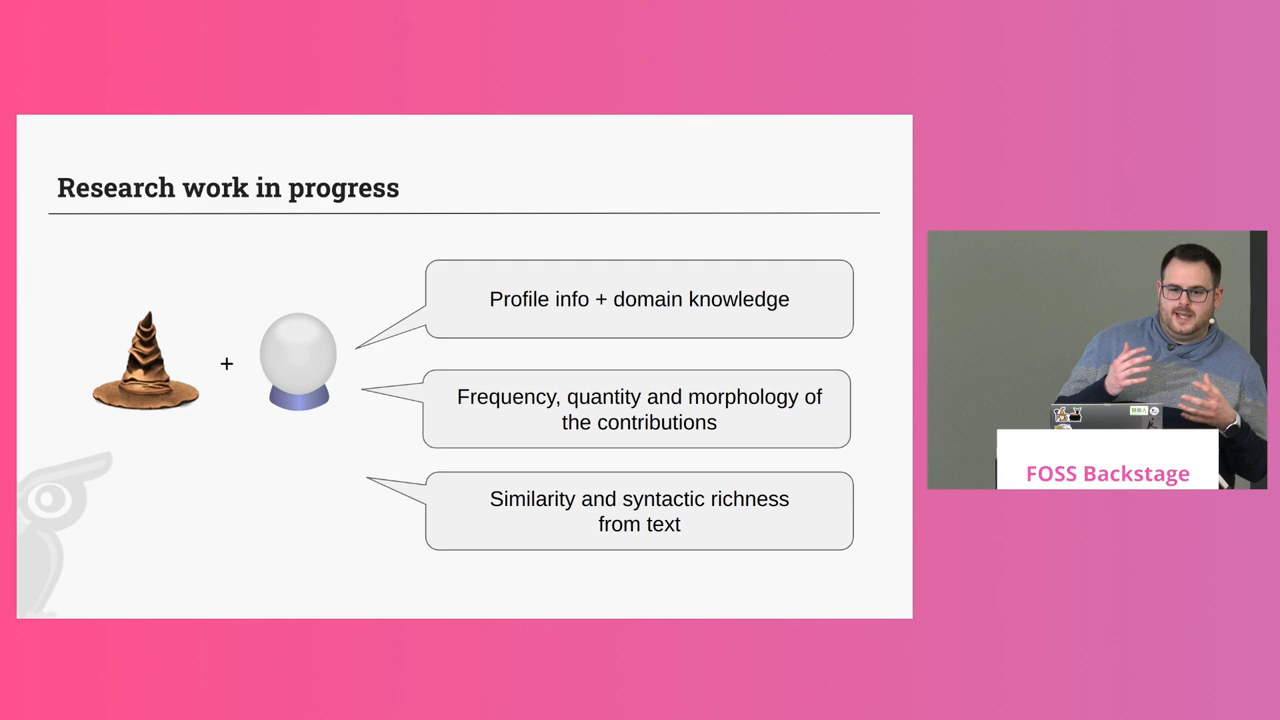 Research work in progress
+
Profile info + domain knowledge
Frequency, quantity and morphology of
the contributions
Similarity and syntactic richness
from text
FOSS Backstage